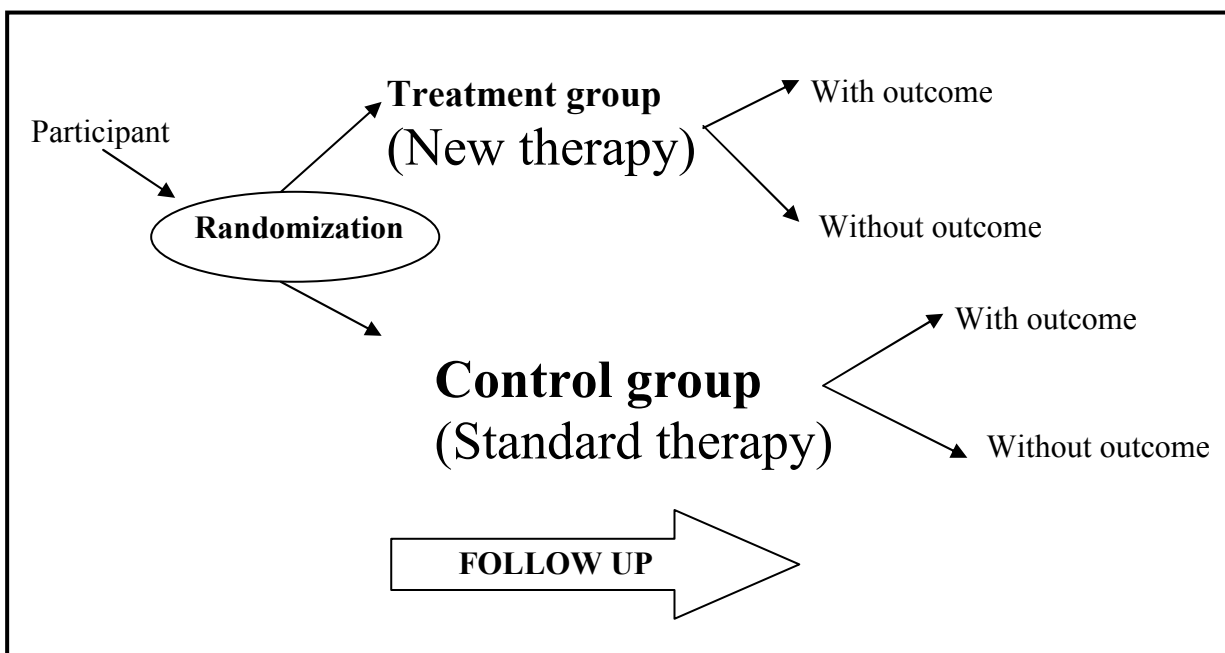 Participant
Randomization
Treatment group
(New therapy)
With outcome
Without outcome
Control group
(Standard therapy)
With outcome
Without outcome
FOLLOW UP